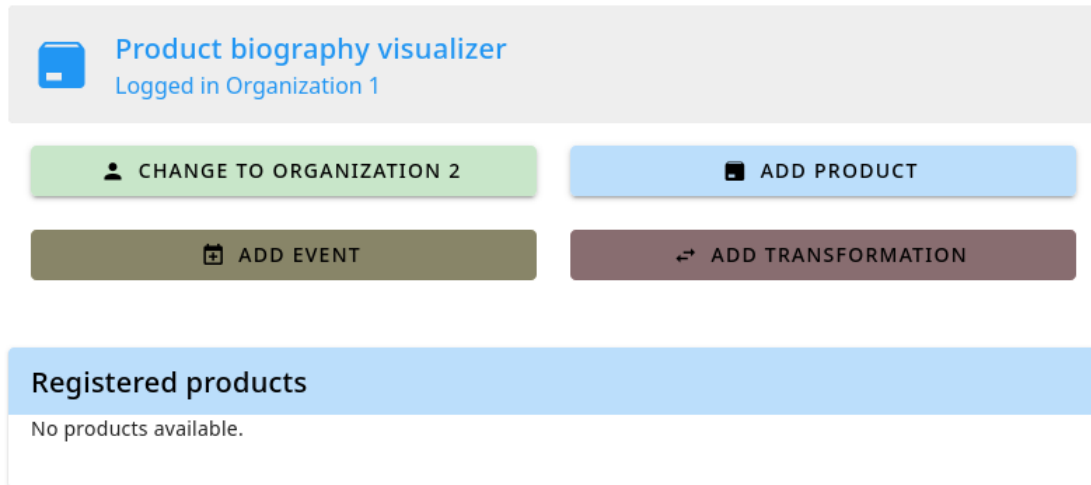 Product biography visualizer
Logged in Organization 1
CHANGE TO ORGANIZATION 2
ADD PRODUCT
ADD EVENT
ADD TRANSFORMATION
Registered products
No products available.